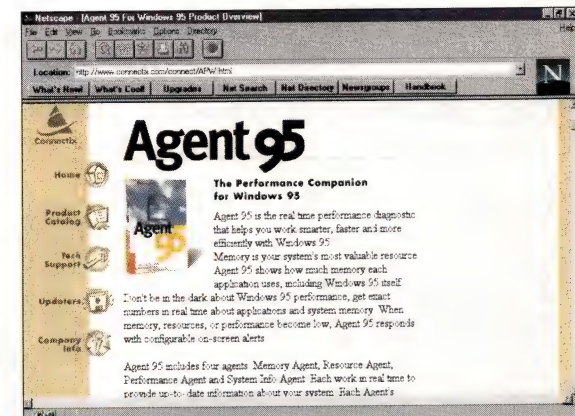 Netscape - [Agent 95 For Windows 95 Product Overview]
File Edit View Go Bookmarks Options Directory Help
Location: http://www.connectix.com/connect/APW.html
N
What's New! What's Cool! Upgrades Net Search Net Directory Newsgroups Handbook
Connectix
Home
Product Catalog
Tech Support
Updaters
Company Info
Agent 95
Agent 95
The Performance Companion
for Windows 95
Agent 95 is the real time performance diagnostic
that helps you work smarter, faster and more
efficiently with Windows 95
Memory is your system's most valuable resource
Agent 95 shows how much memory each
application uses, including Windows 95 itself
Don't be in the dark about Windows 95 performance, get exact
numbers in real time about applications and system memory When
memory, resources, or performance become low, Agent 95 responds
with configurable on-screen alerts
Agent 95 includes four agents Memory Agent, Resource Agent,
Performance Agent and System Info Agent Each work in real time to
provide up-to-date information about your system Each Agent's